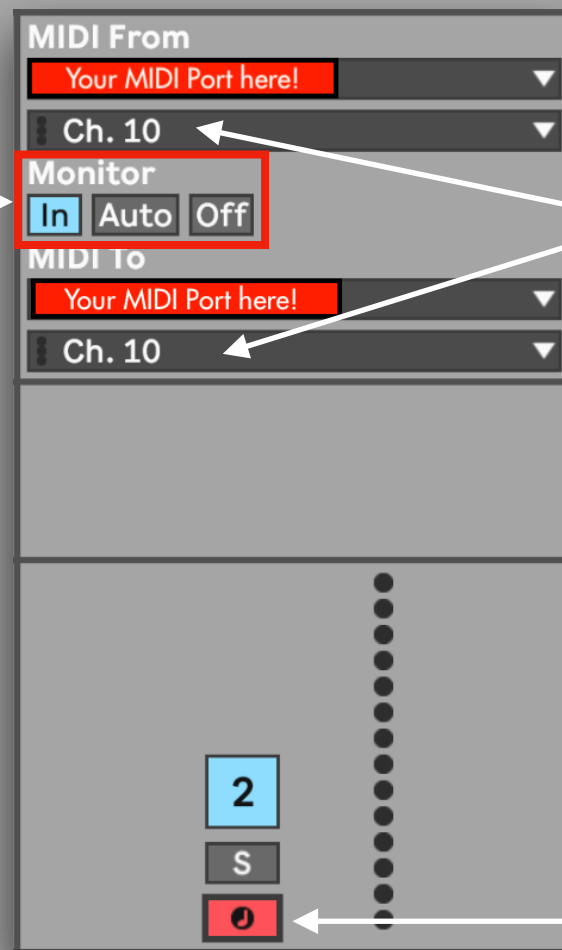 MIDI From
Your MIDI Port here!
Ch. 10
Monitor
In Auto Off
MIDI To
Your MIDI Port here!
Ch. 10
2
S